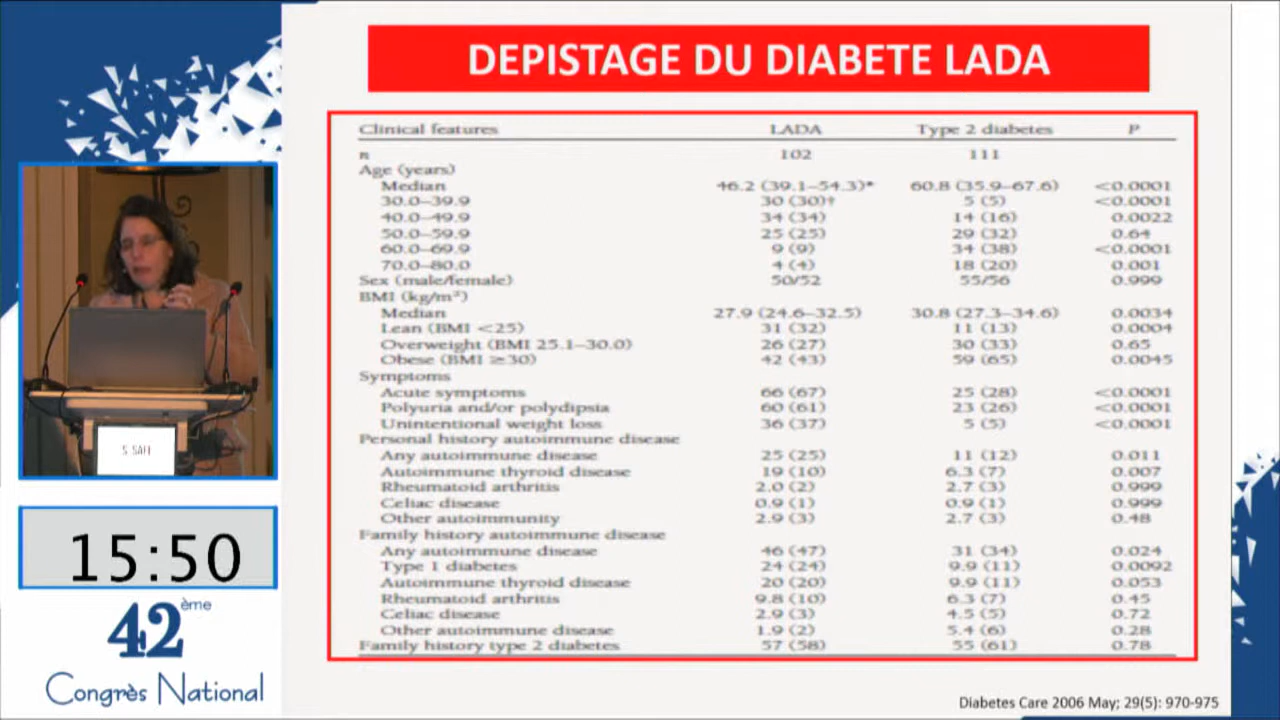 DEPISTAGE DU DIABETE LADA
Clinical features LADA Type 2 diabetes P
n 102 111
Age (years)
Median 46.2 (39.1–54.3)* 60.8 (35.9–67.6) <0.0001
30.0–39.9 30 (30)† 5 (5) <0.0001
40.0–49.9 34 (34) 14 (16) 0.0022
50.0–59.9 25 (25) 29 (32) 0.64
60.0–69.9 9 (9) 34 (38) <0.0001
70.0–80.0 4 (4) 18 (20) 0.001
Sex (male/female) 50/52 55/56 0.999
BMI (kg/m²)
Median 27.9 (24.6–32.5) 30.8 (27.3–34.6) 0.0034
Lean (BMI <25) 31 (32) 11 (13) 0.0004
Overweight (BMI 25.1–30.0) 26 (27) 30 (33) 0.65
Obese (BMI ≥30) 42 (43) 59 (65) 0.0045
Symptoms
Acute symptoms 66 (67) 25 (28) <0.0001
Polyuria and/or polydipsia 60 (61) 23 (26) <0.0001
Unintentional weight loss 36 (37) 5 (5) <0.0001
Personal history autoimmune disease
Any autoimmune disease 25 (25) 11 (12) 0.011
Autoimmune thyroid disease 19 (10) 6.3 (7) 0.007
Rheumatoid arthritis 2.0 (2) 2.7 (3) 0.999
Celiac disease 0.9 (1) 0.9 (1) 0.999
Other autoimmunity 2.9 (3) 2.7 (3) 0.48
Family history autoimmune disease
Any autoimmune disease 46 (47) 31 (34) 0.024
Type 1 diabetes 24 (24) 9.9 (11) 0.0092
Autoimmune thyroid disease 20 (20) 9.9 (11) 0.053
Rheumatoid arthritis 9.8 (10) 6.3 (7) 0.45
Celiac disease 2.9 (3) 4.5 (5) 0.72
Other autoimmune disease 1.9 (2) 5.4 (6) 0.28
Family history type 2 diabetes 57 (58) 55 (61) 0.78
Diabetes Care 2006 May; 29(5): 970-975
15:50
42ème
Congrès National